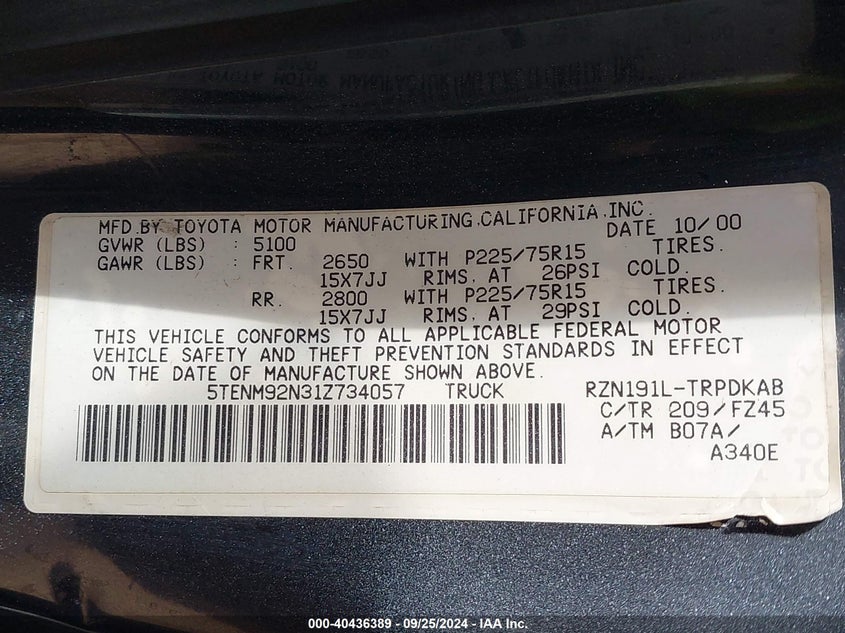 MFD.BY TOYOTA MOTOR MANUFACTURING.CALIFORNIA.INC.
DATE 10/00
GVWR (LBS) : 5100
GAWR (LBS) : FRT. 2650 WITH P225/75R15 TIRES.
15X7JJ RIMS. AT 26PSI COLD.
RR. 2800 WITH P225/75R15 TIRES.
15X7JJ RIMS. AT 29PSI COLD.
THIS VEHICLE CONFORMS TO ALL APPLICABLE FEDERAL MOTOR
VEHICLE SAFETY AND THEFT PREVENTION STANDARDS IN EFFECT
ON THE DATE OF MANUFACTURE SHOWN ABOVE.
5TENM92N31Z734057 TRUCK RZN191L-TRPDKAB
C/TR 209/FZ45
A/TM B07A/
A340E
000-40436389 - 09/25/2024 - IAA Inc.